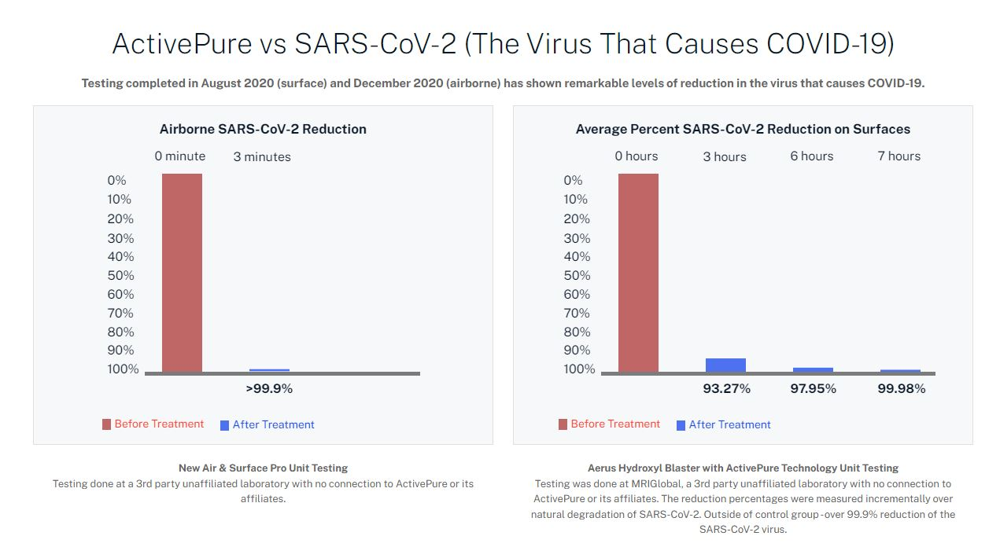 ActivePure vs SARS-CoV-2 (The Virus That Causes COVID-19)
Testing completed in August 2020 (surface) and December 2020 (airborne) has shown remarkable levels of reduction in the virus that causes COVID-19.
Airborne SARS-CoV-2 Reduction
0 minute 3 minutes
0%
10%
20%
30%
40%
50%
60%
70%
80%
90%
100%
>99.9%
Before Treatment After Treatment
New Air & Surface Pro Unit Testing
Testing done at a 3rd party unaffiliated laboratory with no connection to ActivePure or its
affiliates.
Average Percent SARS-CoV-2 Reduction on Surfaces
0 hours 3 hours 6 hours 7 hours
0%
10%
20%
30%
40%
50%
60%
70%
80%
90%
100%
93.27% 97.95% 99.98%
Before Treatment After Treatment
Aerus Hydroxyl Blaster with ActivePure Technology Unit Testing
Testing was done at MRIGlobal, a 3rd party unaffiliated laboratory with no connection to
ActivePure or its affiliates. The reduction percentages were measured incrementally over
natural degradation of SARS-CoV-2. Outside of control group - over 99.9% reduction of the
SARS-CoV-2 virus.